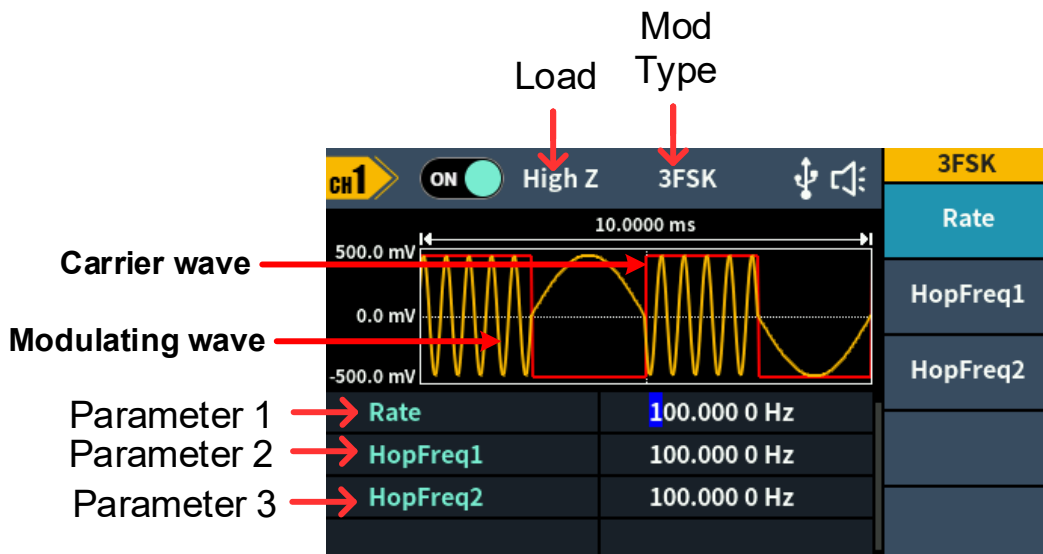 Mod
Type
Load
CH1
ON
High Z
3FSK
3FSK
Rate
HopFreq1
HopFreq2
10.0000 ms
500.0 mV
0.0 mV
-500.0 mV
Carrier wave
Modulating wave
Parameter 1
Rate
100.000 0 Hz
Parameter 2
HopFreq1
100.000 0 Hz
Parameter 3
HopFreq2
100.000 0 Hz